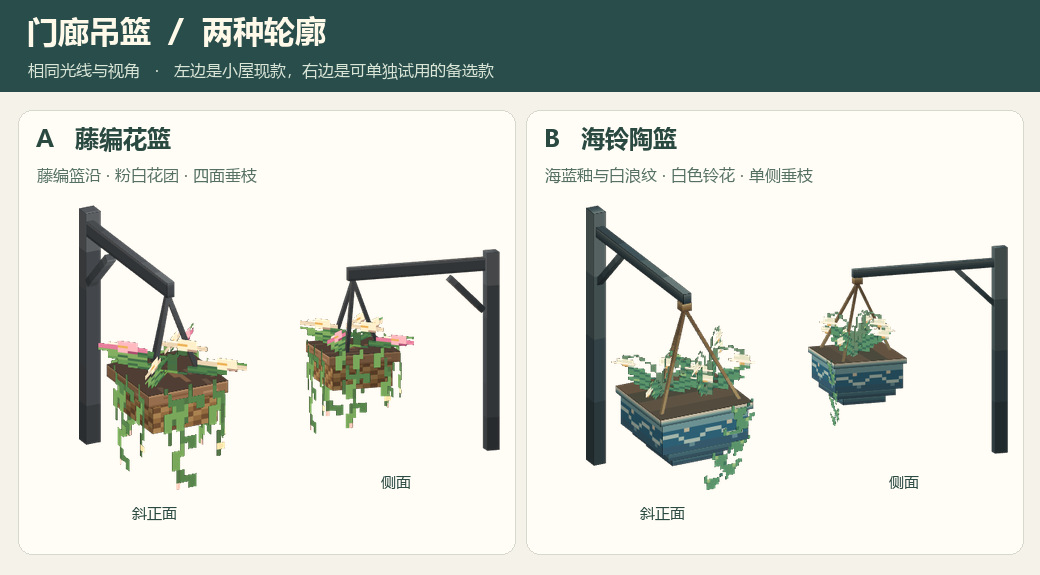 门廊吊篮 / 两种轮廓
相同光线与视角 · 左边是小屋现款，右边是可单独试用的备选款
A 藤编花篮
藤编篮沿 · 粉白花团 · 四面垂枝
侧面
斜正面
B 海铃陶篮
海蓝釉与白浪纹 · 白色铃花 · 单侧垂枝
侧面
斜正面